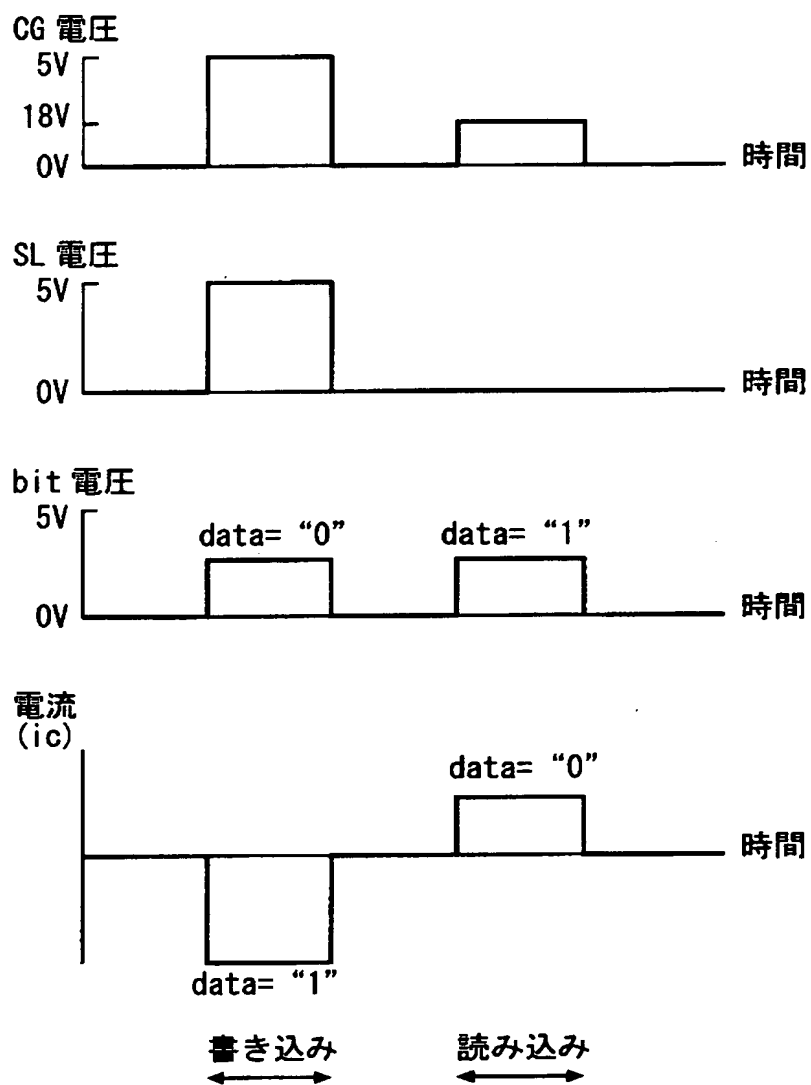 CG 電圧
5V
18V
0V
時間
SL 電圧
5V
0V
時間
bit 電圧
5V
data= “0”
data= “1”
0V
時間
電流
(ic)
data= “0”
時間
data= “1”
書き込み
読み込み